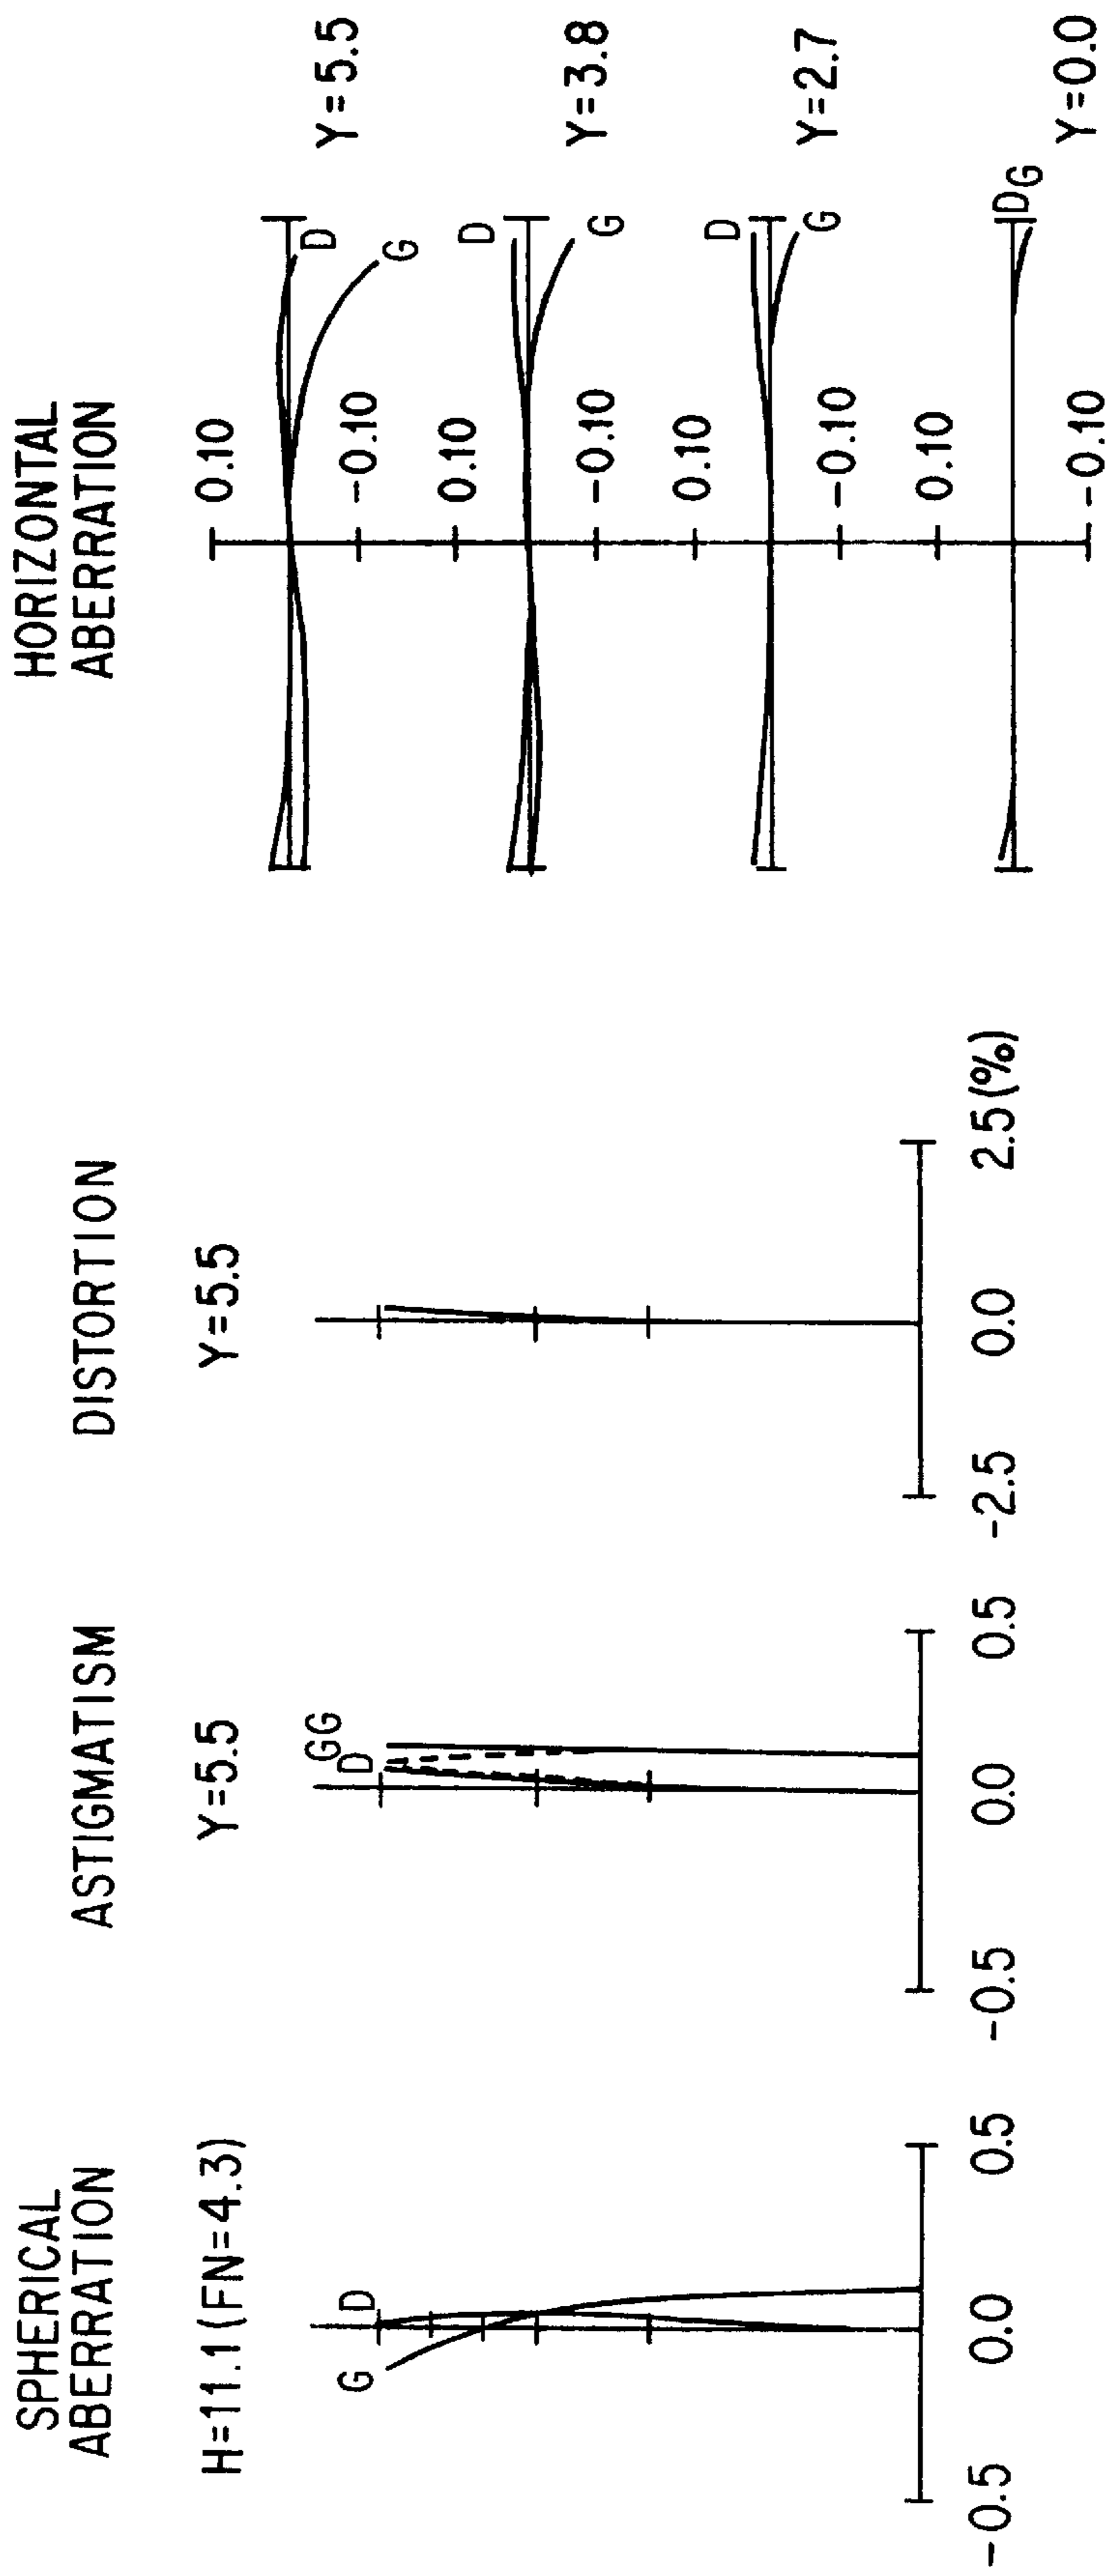 SPHERICAL
ABERRATION
H=11.1 (FN=4.3)
G
D
-0.5
0.0
0.5
ASTIGMATISM
Y=5.5
GG
D
-0.5
0.0
0.5
DISTORTION
Y=5.5
-2.5
0.0
2.5 (%)
HORIZONTAL
ABERRATION
0.10
D
G
Y=5.5
-0.10
0.10
D
G
Y=3.8
-0.10
0.10
D
G
Y=2.7
-0.10
0.10
D
G
Y=0.0
-0.10